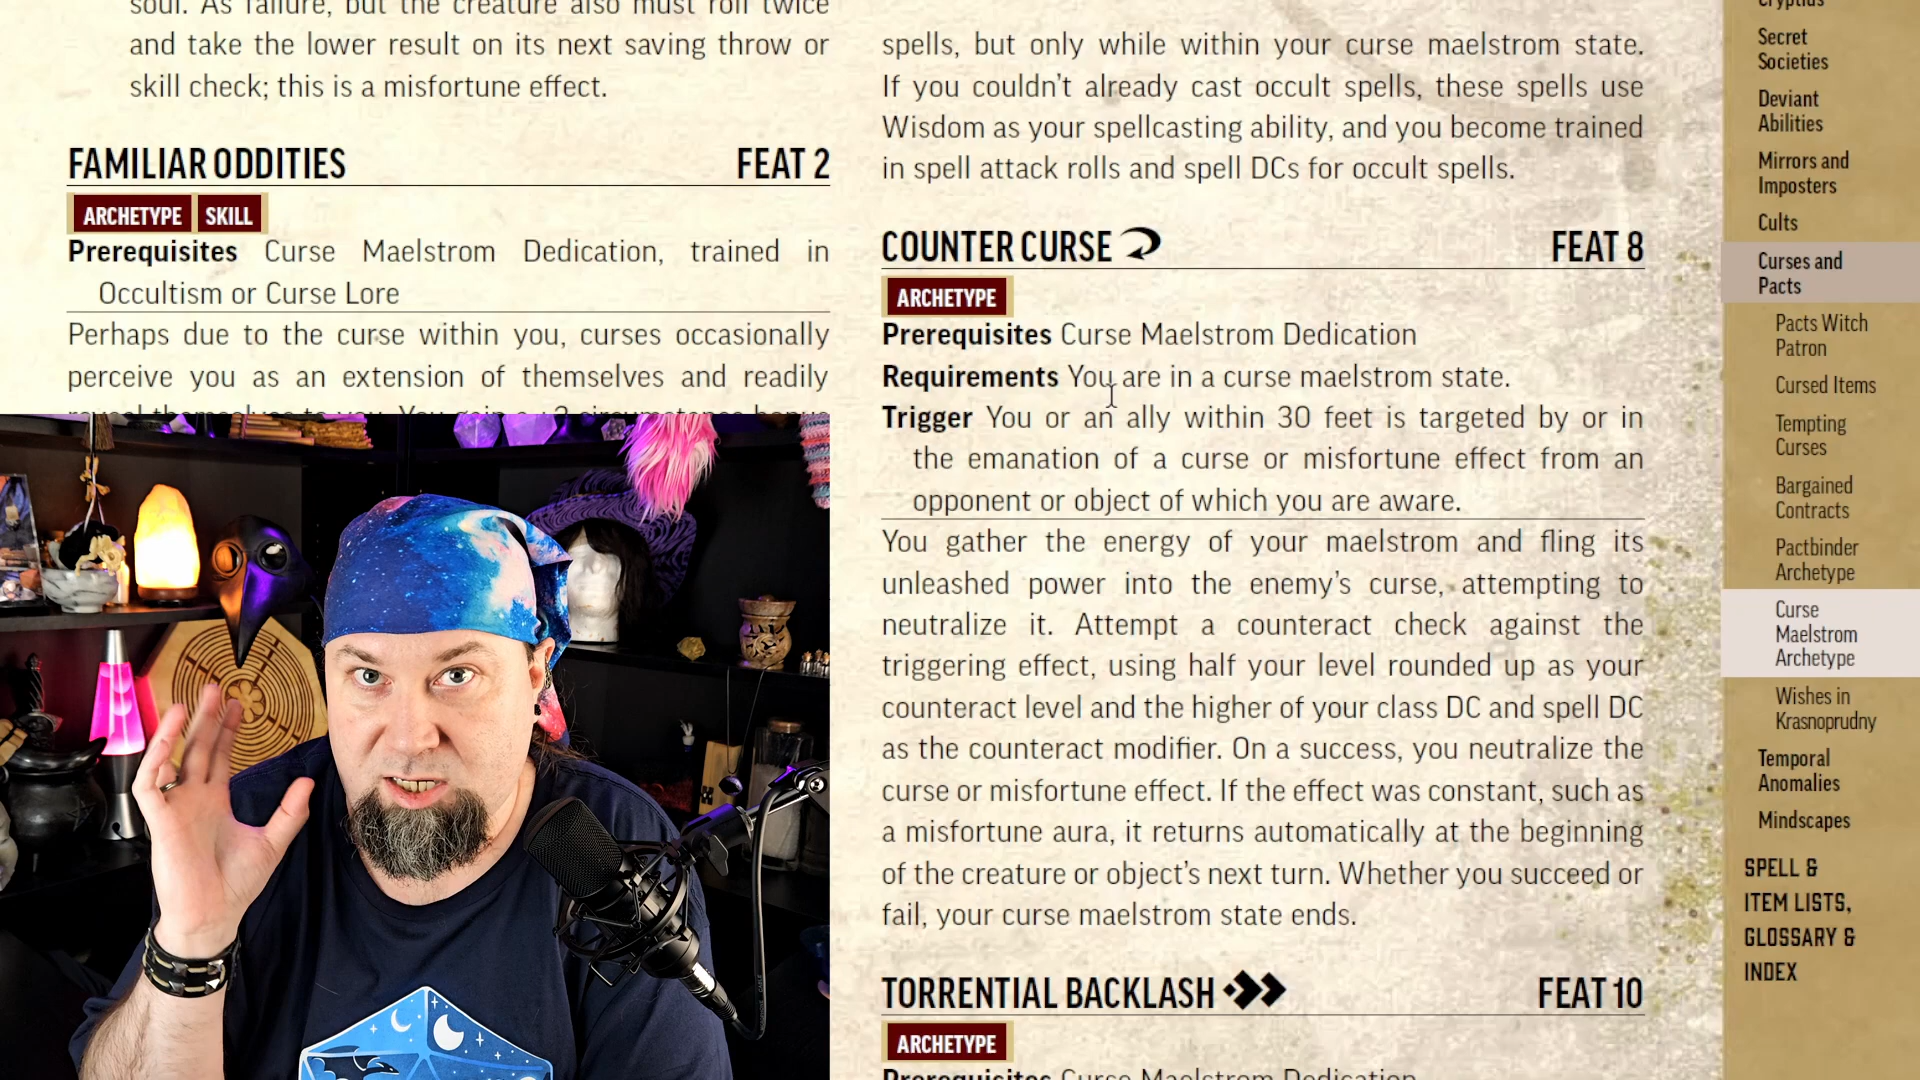 soul. As failure, but the creature also must roll twice
and take the lower result on its next saving throw or
skill check; this is a misfortune effect.
FAMILIAR ODDITIES FEAT 2
ARCHETYPE SKILL
Prerequisites Curse Maelstrom Dedication, trained in
Occultism or Curse Lore
Perhaps due to the curse within you, curses occasionally
perceive you as an extension of themselves and readily
reveal themselves to you. You gain a +2 circumstance bonus
spells, but only while within your curse maelstrom state.
If you couldn't already cast occult spells, these spells use
Wisdom as your spellcasting ability, and you become trained
in spell attack rolls and spell DCs for occult spells.
COUNTER CURSE FEAT 8
ARCHETYPE
Prerequisites Curse Maelstrom Dedication
Requirements You are in a curse maelstrom state.
Trigger You or an ally within 30 feet is targeted by or in
the emanation of a curse or misfortune effect from an
opponent or object of which you are aware.
You gather the energy of your maelstrom and fling its
unleashed power into the enemy's curse, attempting to
neutralize it. Attempt a counteract check against the
triggering effect, using half your level rounded up as your
counteract level and the higher of your class DC and spell DC
as the counteract modifier. On a success, you neutralize the
curse or misfortune effect. If the effect was constant, such as
a misfortune aura, it returns automatically at the beginning
of the creature or object's next turn. Whether you succeed or
fail, your curse maelstrom state ends.
TORRENTIAL BACKLASH FEAT 10
ARCHETYPE
Prerequisites Curse Maelstrom Dedication
Cryptids
Secret
Societies
Deviant
Abilities
Mirrors and
Imposters
Cults
Curses and
Pacts
Pacts Witch
Patron
Cursed Items
Tempting
Curses
Bargained
Contracts
Pactbinder
Archetype
Curse
Maelstrom
Archetype
Wishes in
Krasnoprudny
Temporal
Anomalies
Mindscapes
SPELL &
ITEM LISTS,
GLOSSARY &
INDEX